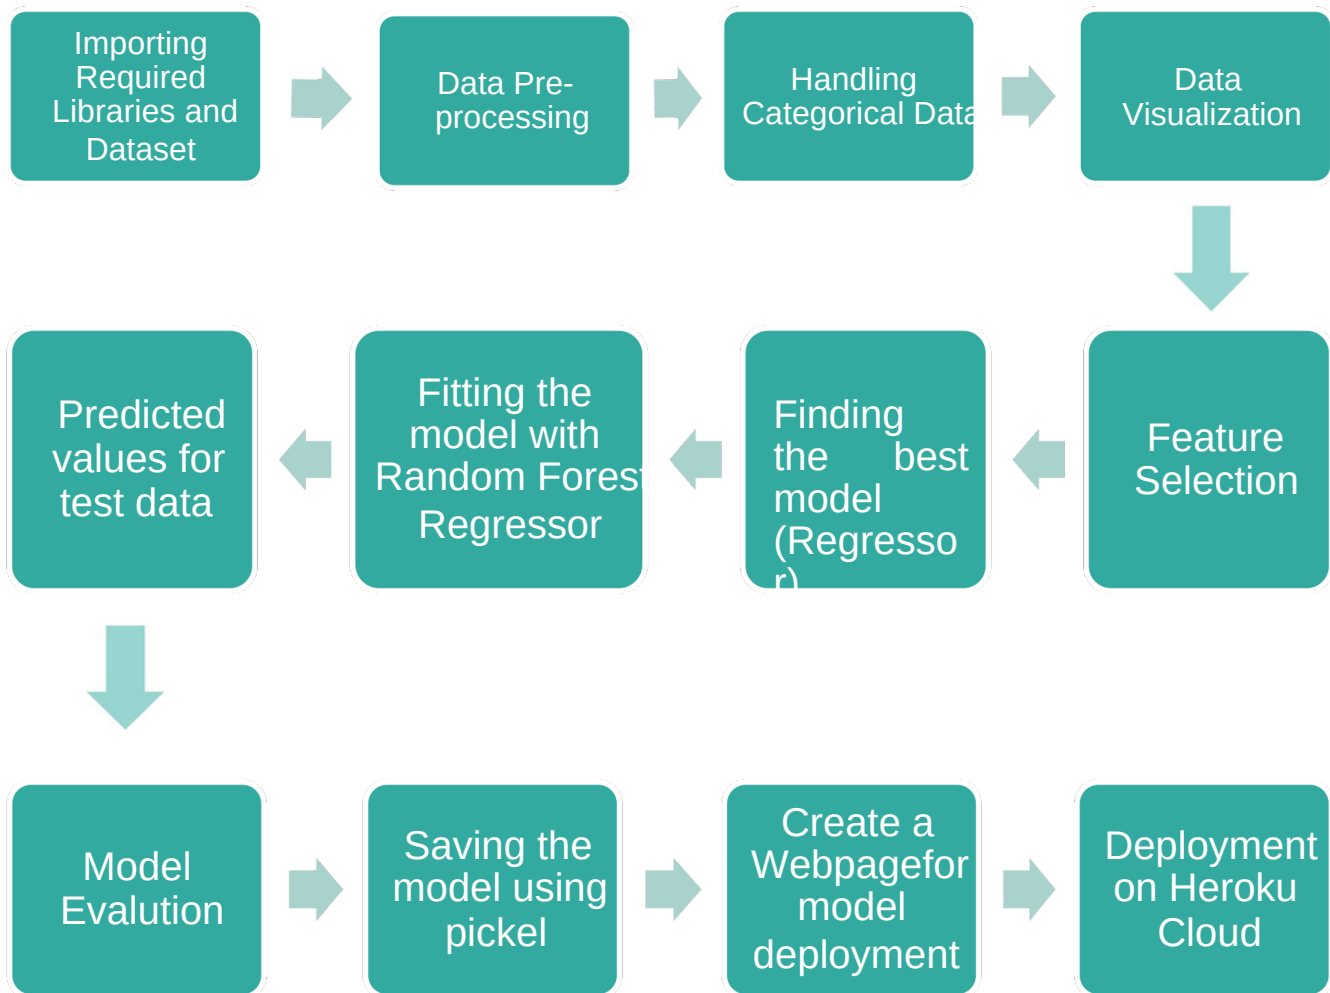 Importing
Required
Libraries and
Dataset
Data Pre-
processing
Handling
Categorical Data
Data
Visualization
Feature
Selection
Finding
the best
model
(Regresso
r)
Fitting the
model with
Random Forest
Regressor
Predicted
values for
test data
Model
Evalution
Saving the
model using
pickel
Create a
Webpagefor
model
deployment
Deployment
on Heroku
Cloud